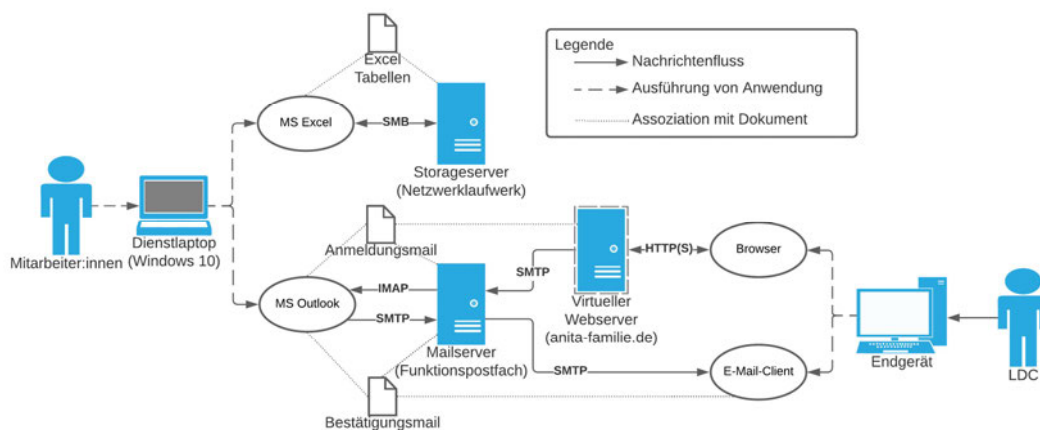 Excel
Tabellen
Legende
Nachrichtenfluss
Ausführung von Anwendung
Assoziation mit Dokument
MS Excel
SMB
Storageserver
(Netzwerklaufwerk)
Mitarbeiter:innen
Dienstlaptop
(Windows 10)
Anmeldungsmail
SMTP
HTTP(S)
Browser
Virtueller
Webserver
(anita-familie.de)
MS Outlook
IMAP
SMTP
Mailserver
(Funktionspostfach)
SMTP
E-Mail-Client
Endgerät
LDC
Bestätigungsmail